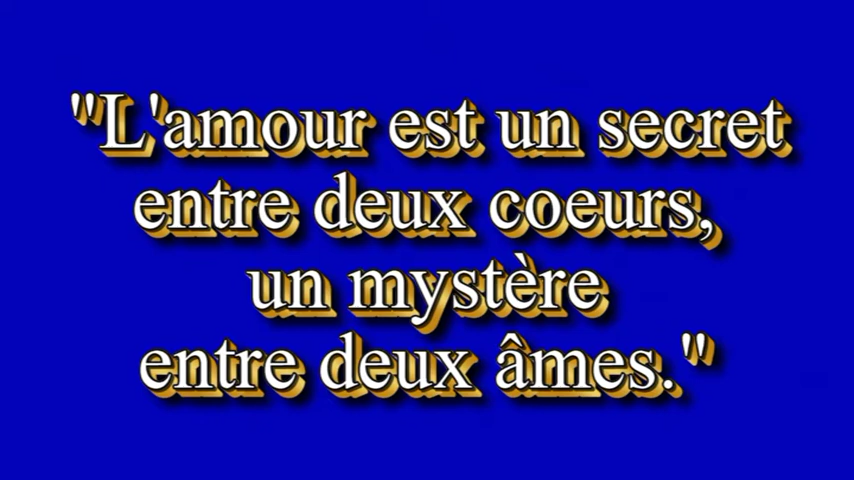 "L'amour est un secret
entre deux coeurs,
un mystère
entre deux âmes."